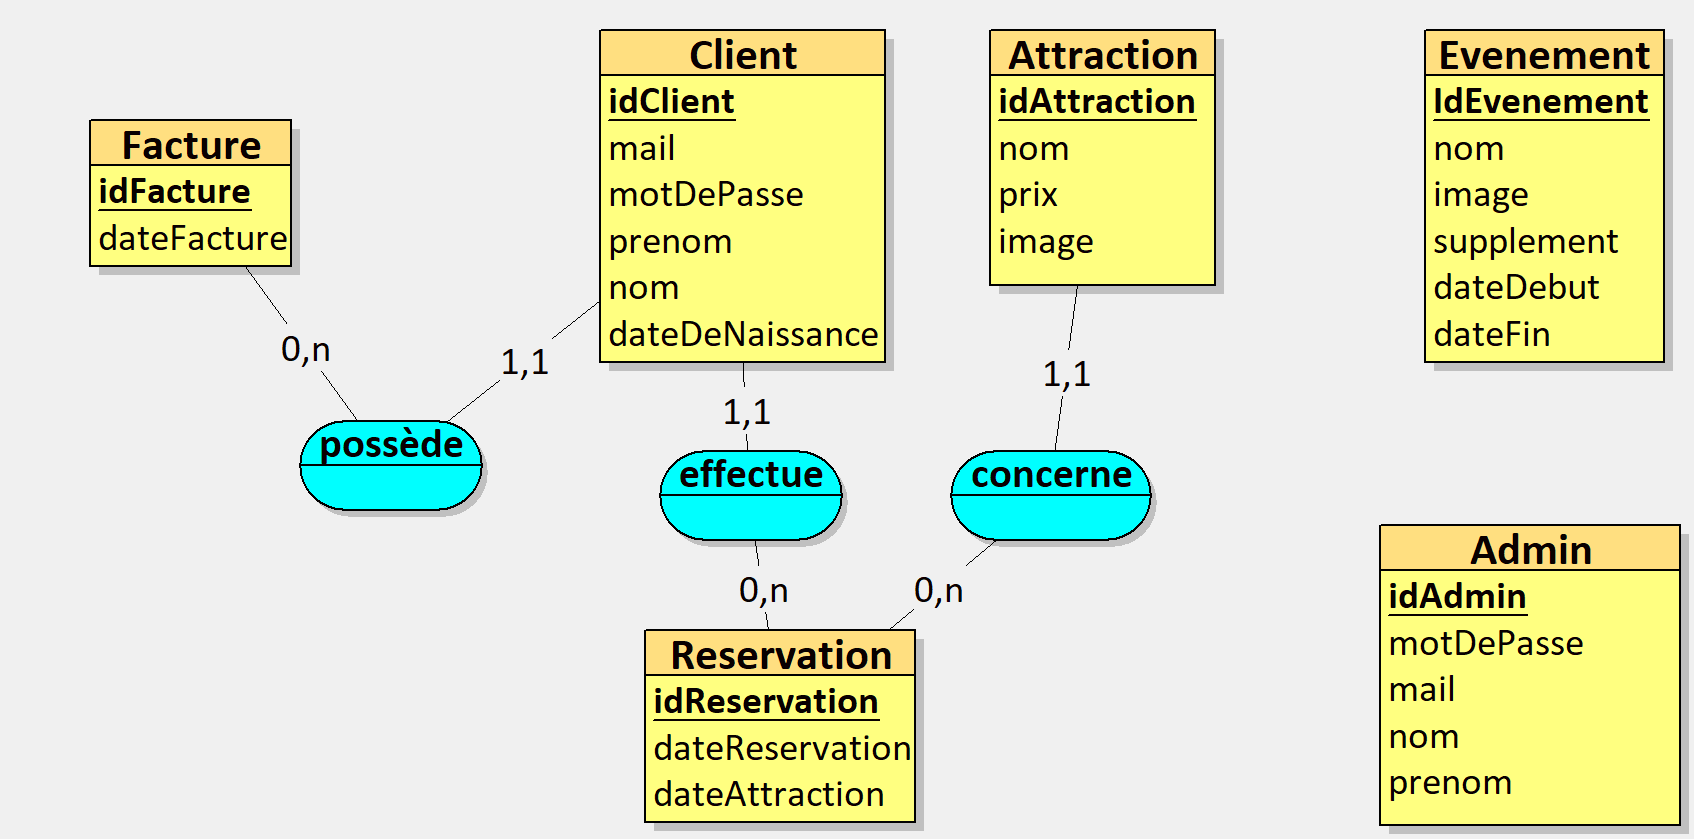 Facture
idFacture
dateFacture
Client
idClient
mail
motDePasse
prenom
nom
dateDeNaissance
Attraction
idAttraction
nom
prix
image
Evenement
IdEvenement
nom
image
supplement
dateDebut
dateFin
0,n
1,1
1,1
1,1
possède
effectue
concerne
0,n
0,n
Reservation
idReservation
dateReservation
dateAttraction
Admin
idAdmin
motDePasse
mail
nom
prenom